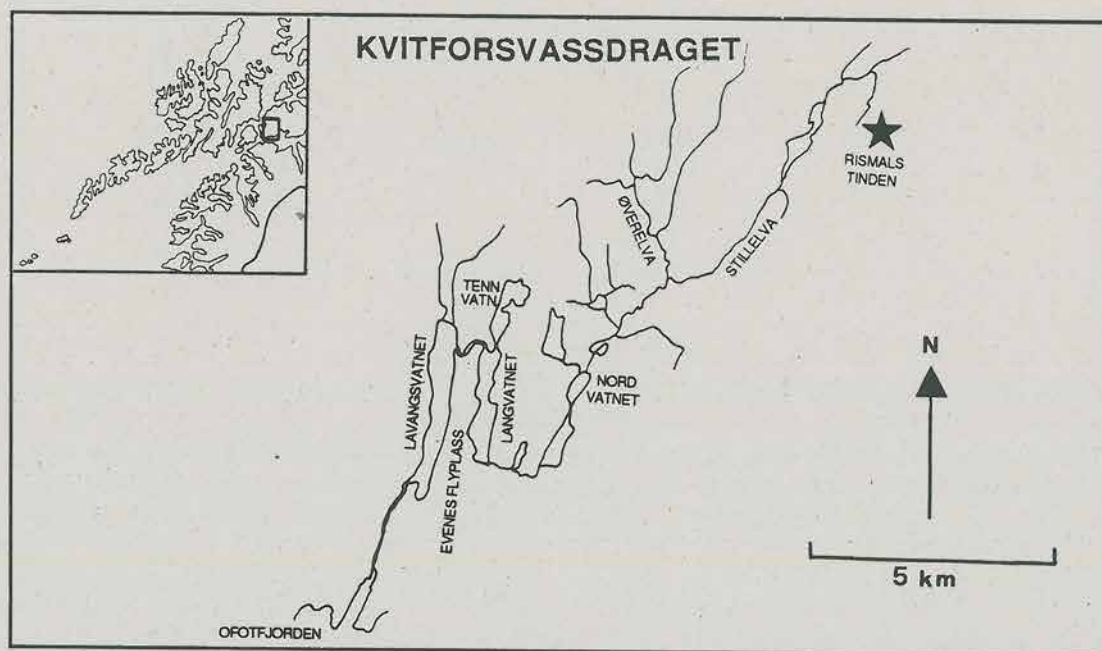 KVITFORSVASSDRAGET
RISMALS
TINDEN
ØVERELVA
STILLELVA
TENN
VATN
LAVANGSVATNET
LANGVATNET
NORD
VATNET
EVENES FLYPLASS
N
5 km
OFOTFJORDEN